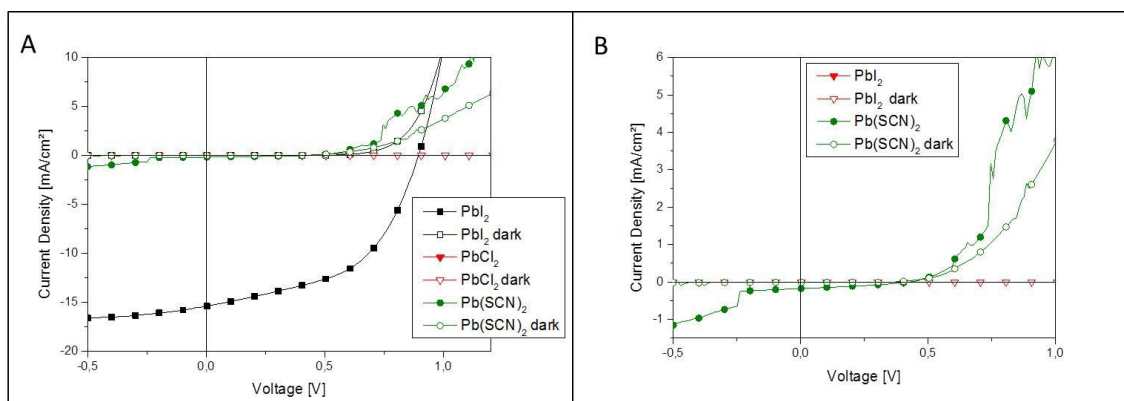 A
Current Density [mA/cm²]
10
5
0
-5
-10
-15
-20
-0,5
0,0
0,5
1,0
Voltage [V]
PbI₂
PbI₂ dark
PbCl₂
PbCl₂ dark
Pb(SCN)₂
Pb(SCN)₂ dark
B
Current Density [mA/cm²]
6
5
4
3
2
1
0
-1
-0,5
0,0
0,5
1,0
Voltage [V]
PbI₂
PbI₂ dark
Pb(SCN)₂
Pb(SCN)₂ dark